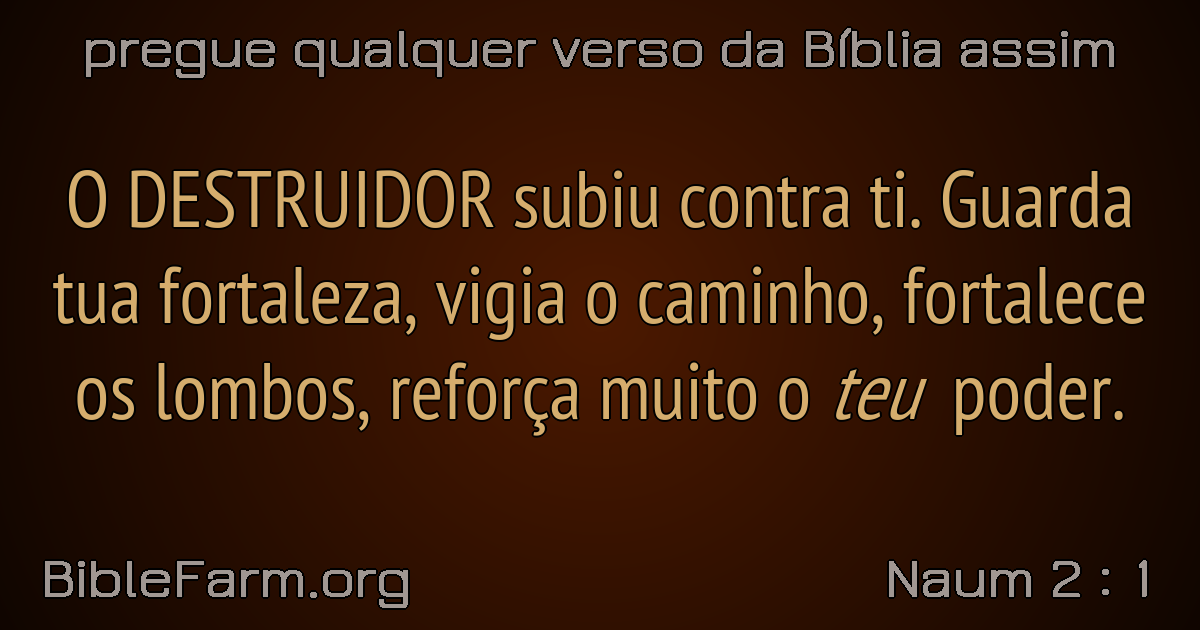 pregue qualquer verso da Bíblia assim
O DESTRUIDOR subiu contra ti. Guarda
tua fortaleza, vigia o caminho, fortalece
os lombos, reforça muito o teu poder.
BibleFarm.org
Naum 2 : 1